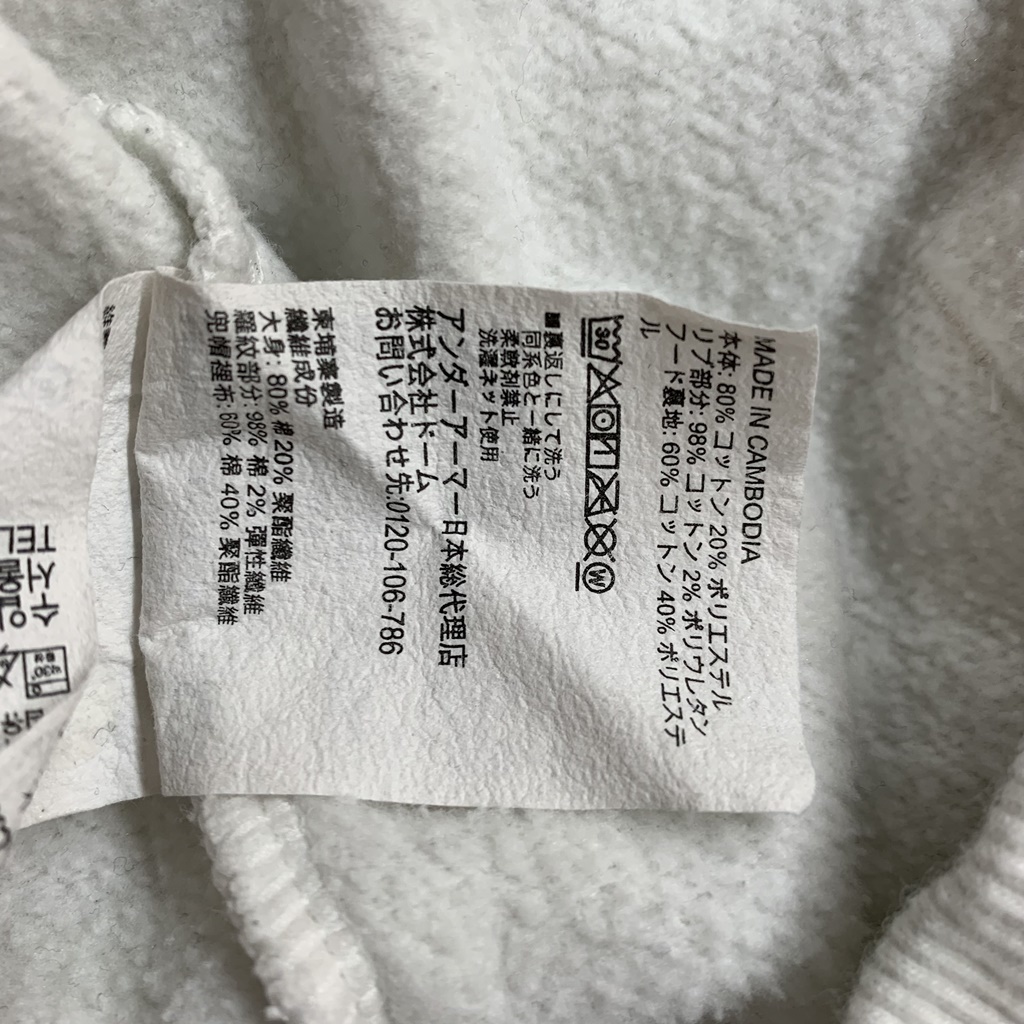 MADE IN CAMBODIA
本体: 80% コットン 20% ポリエステル
リブ部分: 98% コットン 2% ポリウレタン
フード裏地: 60% コットン 40% ポリエステ
ル
30
W
■裏返しにして洗う
同系色と一緒に洗う
柔軟剤禁止
洗濯ネット使用
アンダーアーマー日本総代理店
株式会社ドーム
お問い合わせ先:0120-106-786
柬埔寨製造
纖維成份
大身: 80% 棉 20% 聚酯纖維
羅紋部分: 98% 棉 2% 彈性纖維
兜帽裡布: 60% 棉 40% 聚酯纖維
TEL